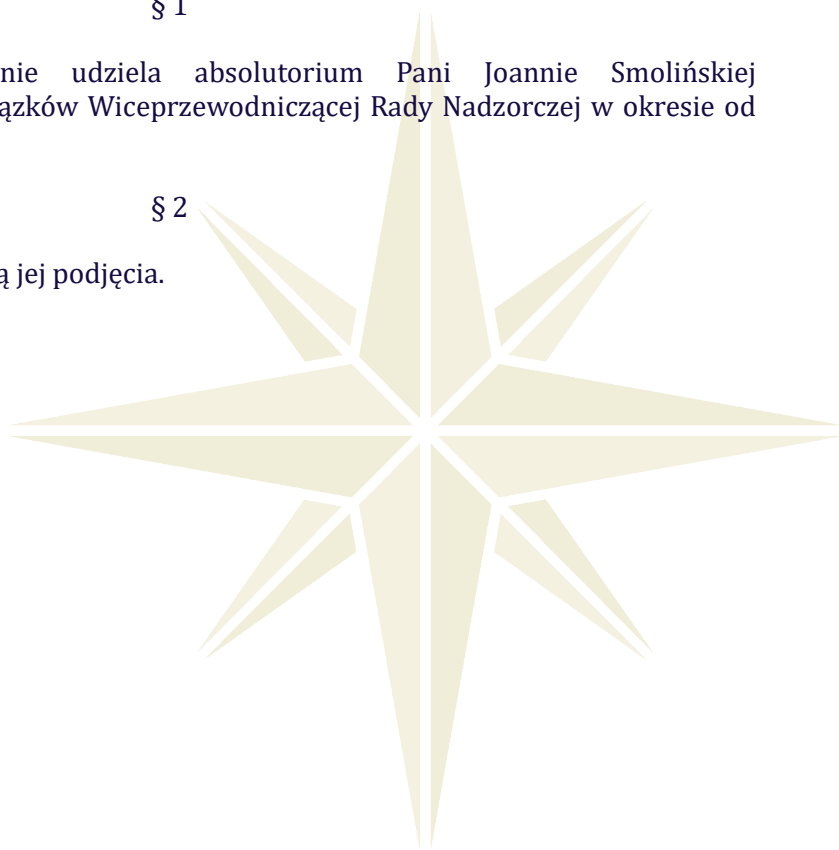 § 1
nie udziela absolutorium Pani Joannie Smolińskiej
ązków Wiceprzewodniczącej Rady Nadzorczej w okresie od
§ 2
ą jej podjęcia.